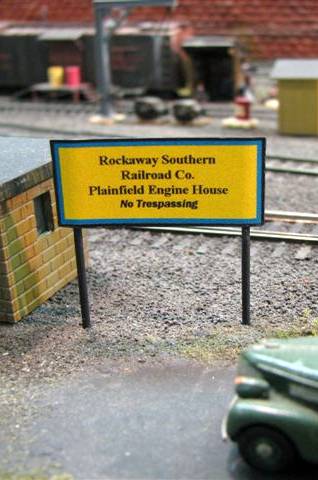 Rockaway Southern
Railroad Co.
Plainfield Engine House
No Trespassing